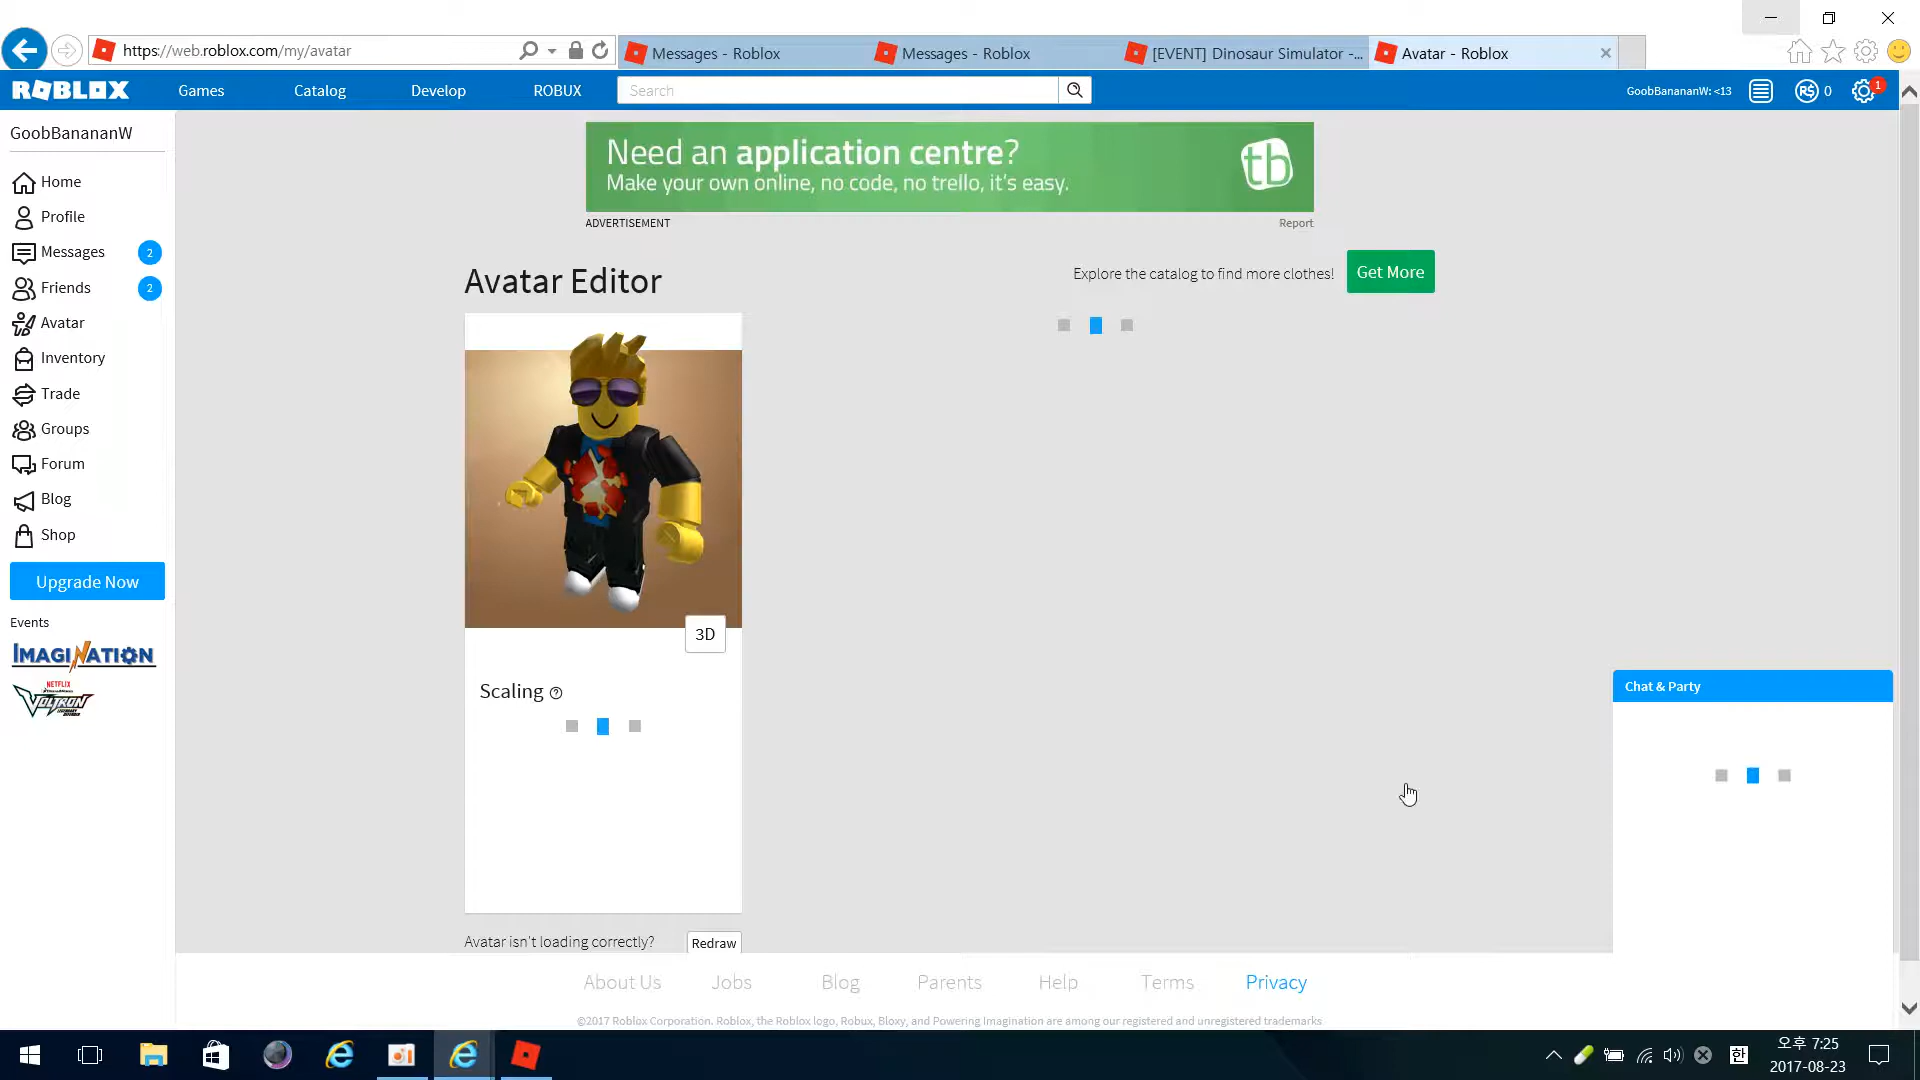 https://web.roblox.com/my/avatar
Messages - Roblox
Messages - Roblox
[EVENT] Dinosaur Simulator -...
Avatar - Roblox
ROBLOX
Games
Catalog
Develop
ROBUX
Search
GoobBanananW: <13
R$ 0
1
GoobBanananW
Home
Profile
Messages 2
Friends 2
Avatar
Inventory
Trade
Groups
Forum
Blog
Shop
Upgrade Now
Events
IMAGINATION
NETFLIX
VOLTRON
Need an application centre?
Make your own online, no code, no trello, it's easy.
tb
ADVERTISEMENT
Report
Avatar Editor
Explore the catalog to find more clothes!
Get More
3D
Scaling
Avatar isn't loading correctly?
Redraw
Chat & Party
About Us
Jobs
Blog
Parents
Help
Terms
Privacy
©2017 Roblox Corporation. Roblox, the Roblox logo, Robux, Bloxy, and Powering Imagination are among our registered and unregistered trademarks
한
오후 7:25
2017-08-23